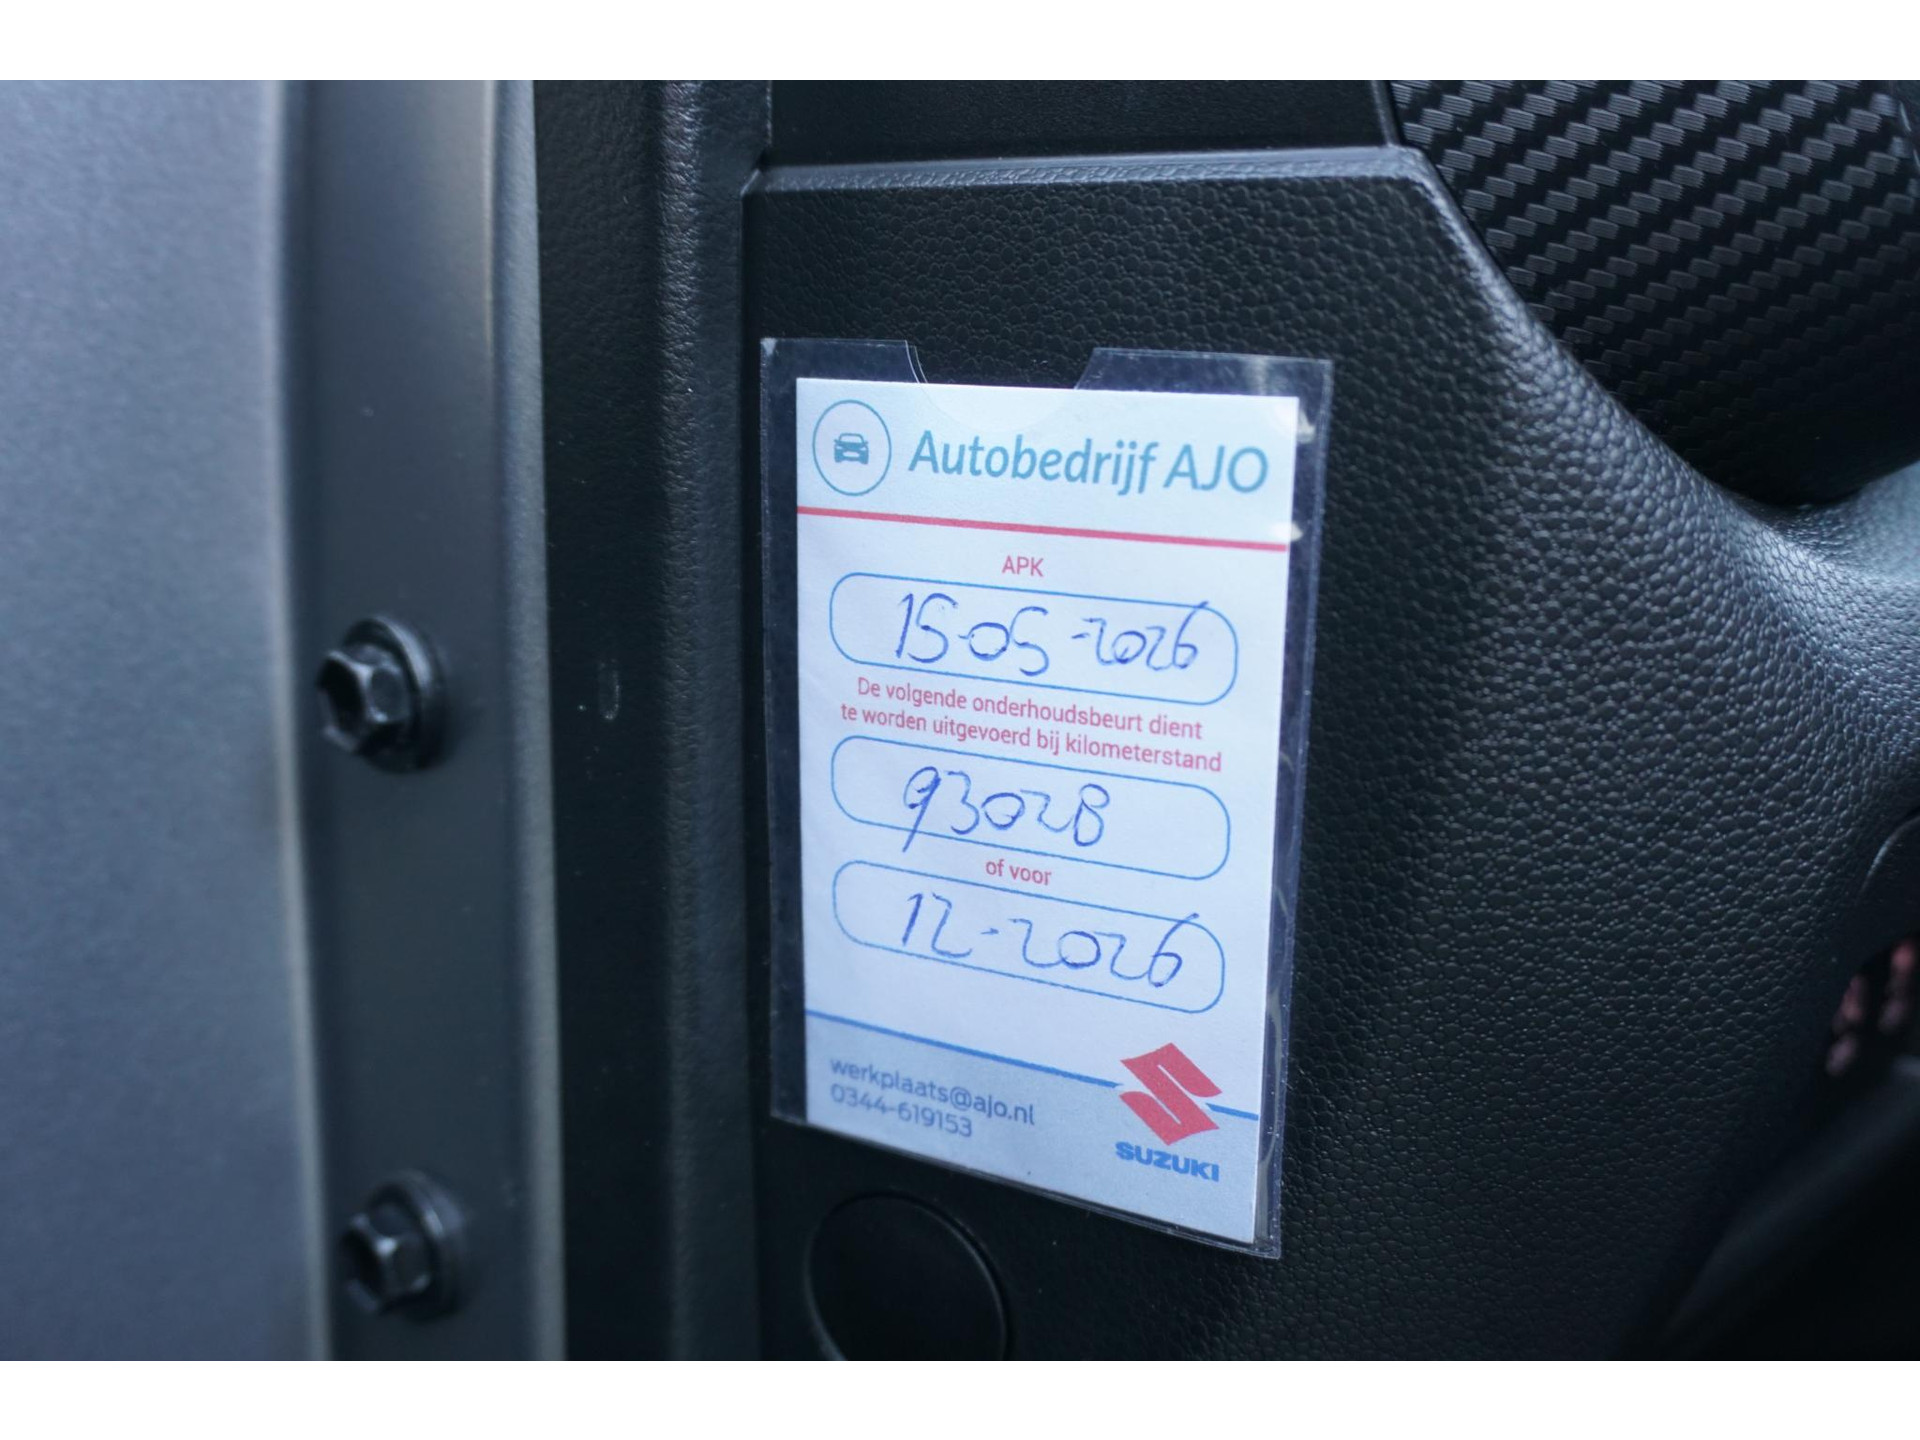 Autobedrijf AJO
APK
15-05-2026
De volgende onderhoudsbeurt dient
te worden uitgevoerd bij kilometerstand
93028
of voor
12-2026
werkplaats@ajo.nl
0344-619153
SUZUKI